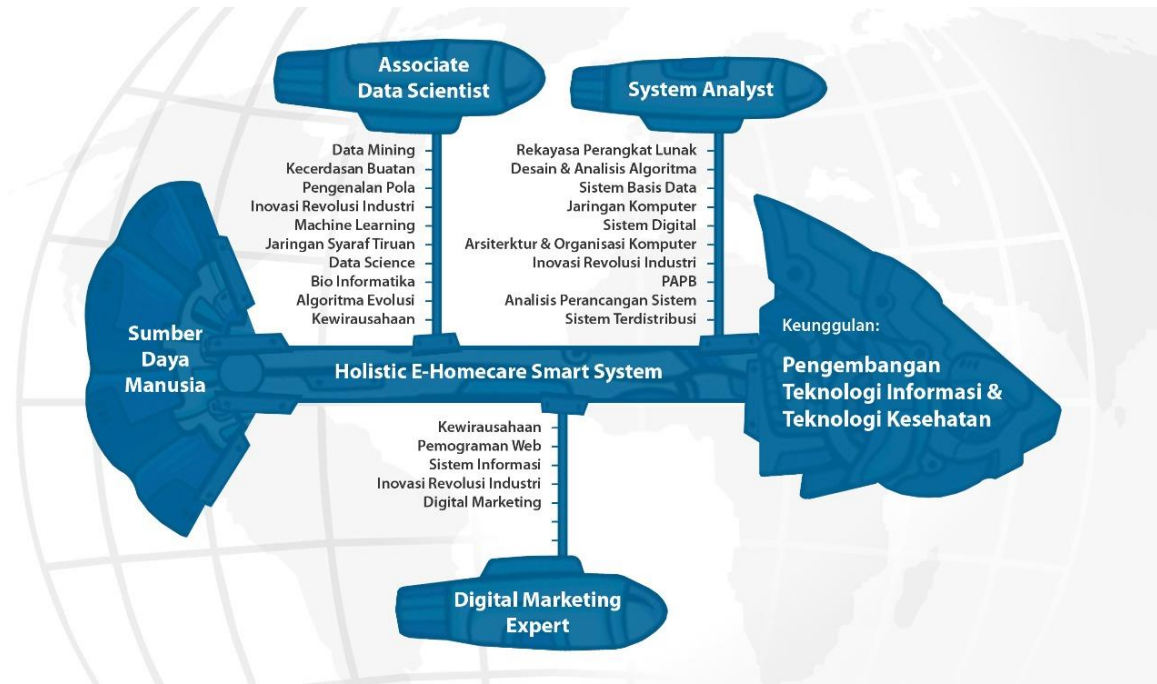 Associate
Data Scientist
System Analyst
Data Mining
Kecerdasan Buatan
Pengenalan Pola
Inovasi Revolusi Industri
Machine Learning
Jaringan Syaraf Tiruan
Data Science
Bio Informatika
Algoritma Evolusi
Kewirausahaan
Rekayasa Perangkat Lunak
Desain & Analisis Algoritma
Sistem Basis Data
Jaringan Komputer
Sistem Digital
Arsiterktur & Organisasi Komputer
Inovasi Revolusi Industri
PAPB
Analisis Perancangan Sistem
Sistem Terdistribusi
Sumber
Daya
Manusia
Holistic E-Homecare Smart System
Keunggulan:
Pengembangan
Teknologi Informasi &
Teknologi Kesehatan
Kewirausahaan
Pemograman Web
Sistem Informasi
Inovasi Revolusi Industri
Digital Marketing
Digital Marketing
Expert